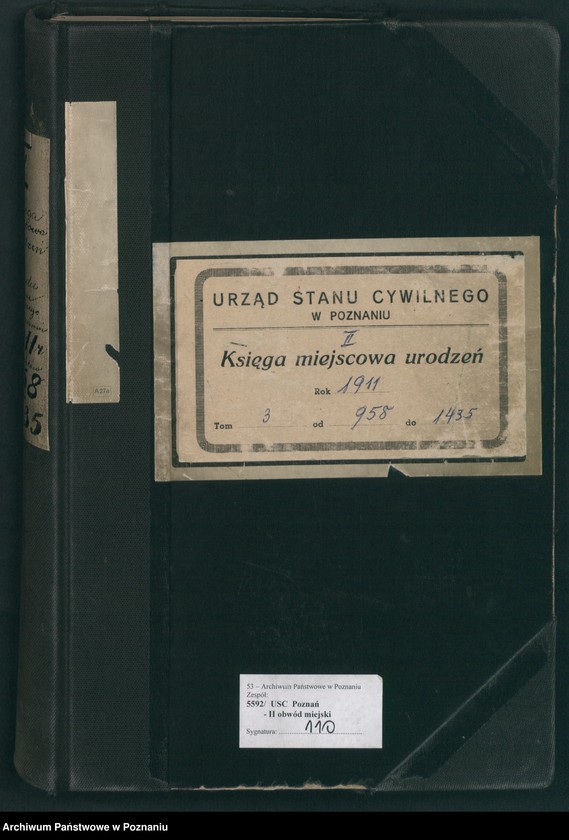 URZĄD STANU CYWILNEGO
W POZNANIU
II
Księga miejscowa urodzeń
Rok 1911
Tom 3 od 958 do 1435
53 – Archiwum Państwowe w Poznaniu
Zespół:
5592/ USC Poznań
- II obwód miejski
Sygnatura: 110
Archiwum Państwowe w Poznaniu